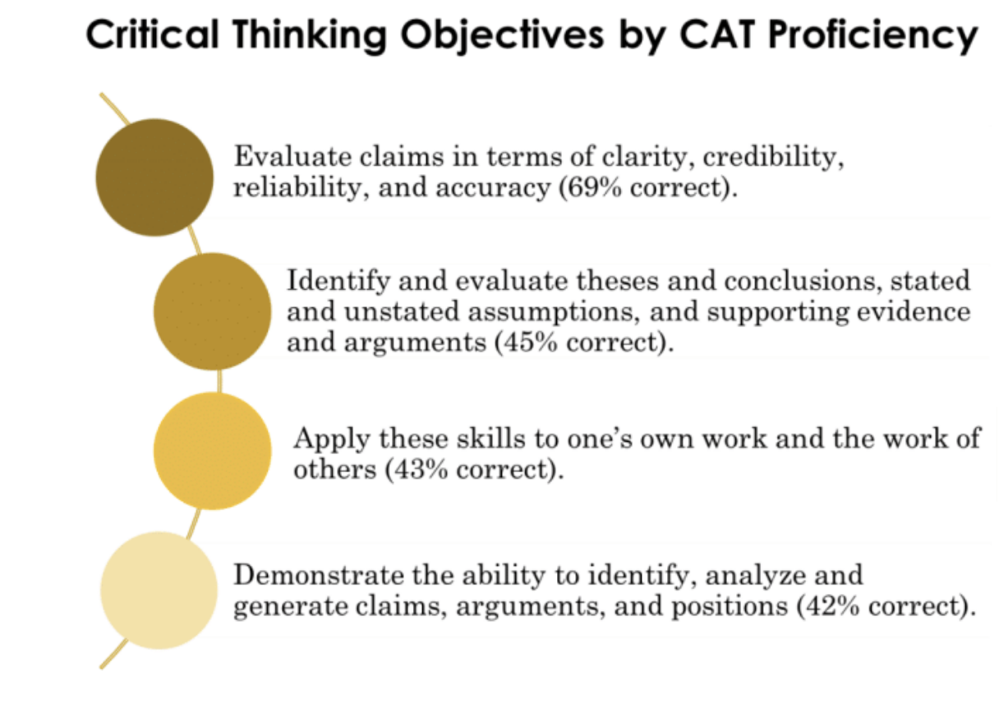 Critical Thinking Objectives by CAT Proficiency
Evaluate claims in terms of clarity, credibility,
reliability, and accuracy (69% correct).
Identify and evaluate theses and conclusions, stated
and unstated assumptions, and supporting evidence
and arguments (45% correct).
Apply these skills to one’s own work and the work of
others (43% correct).
Demonstrate the ability to identify, analyze and
generate claims, arguments, and positions (42% correct).